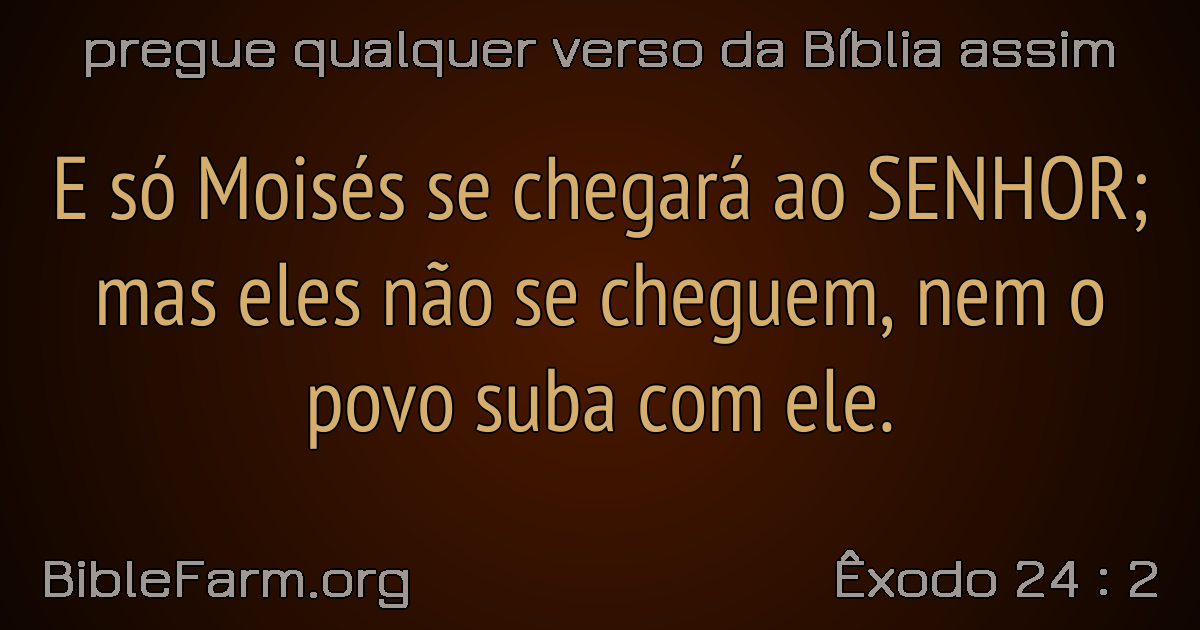 pregue qualquer verso da Bíblia assim
E só Moisés se chegará ao SENHOR;
mas eles não se cheguem, nem o
povo suba com ele.
BibleFarm.org
Êxodo 24 : 2